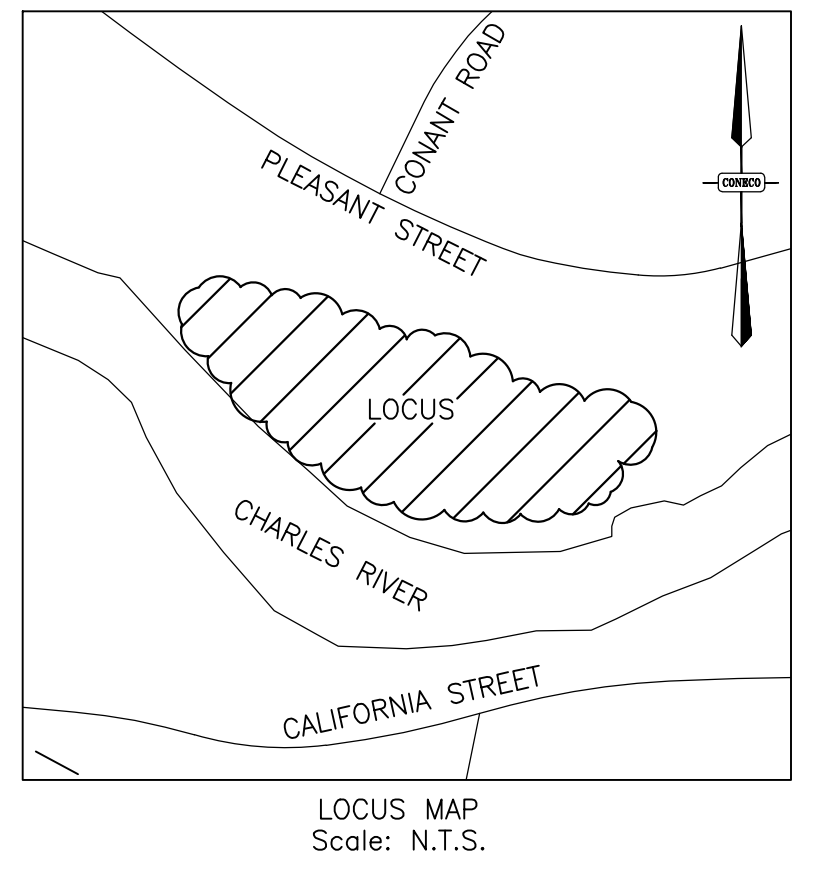 CONANT ROAD
PLEASANT STREET
CONECO
LOCUS
CHARLES RIVER
CALIFORNIA STREET
LOCUS MAP
Scale: N.T.S.